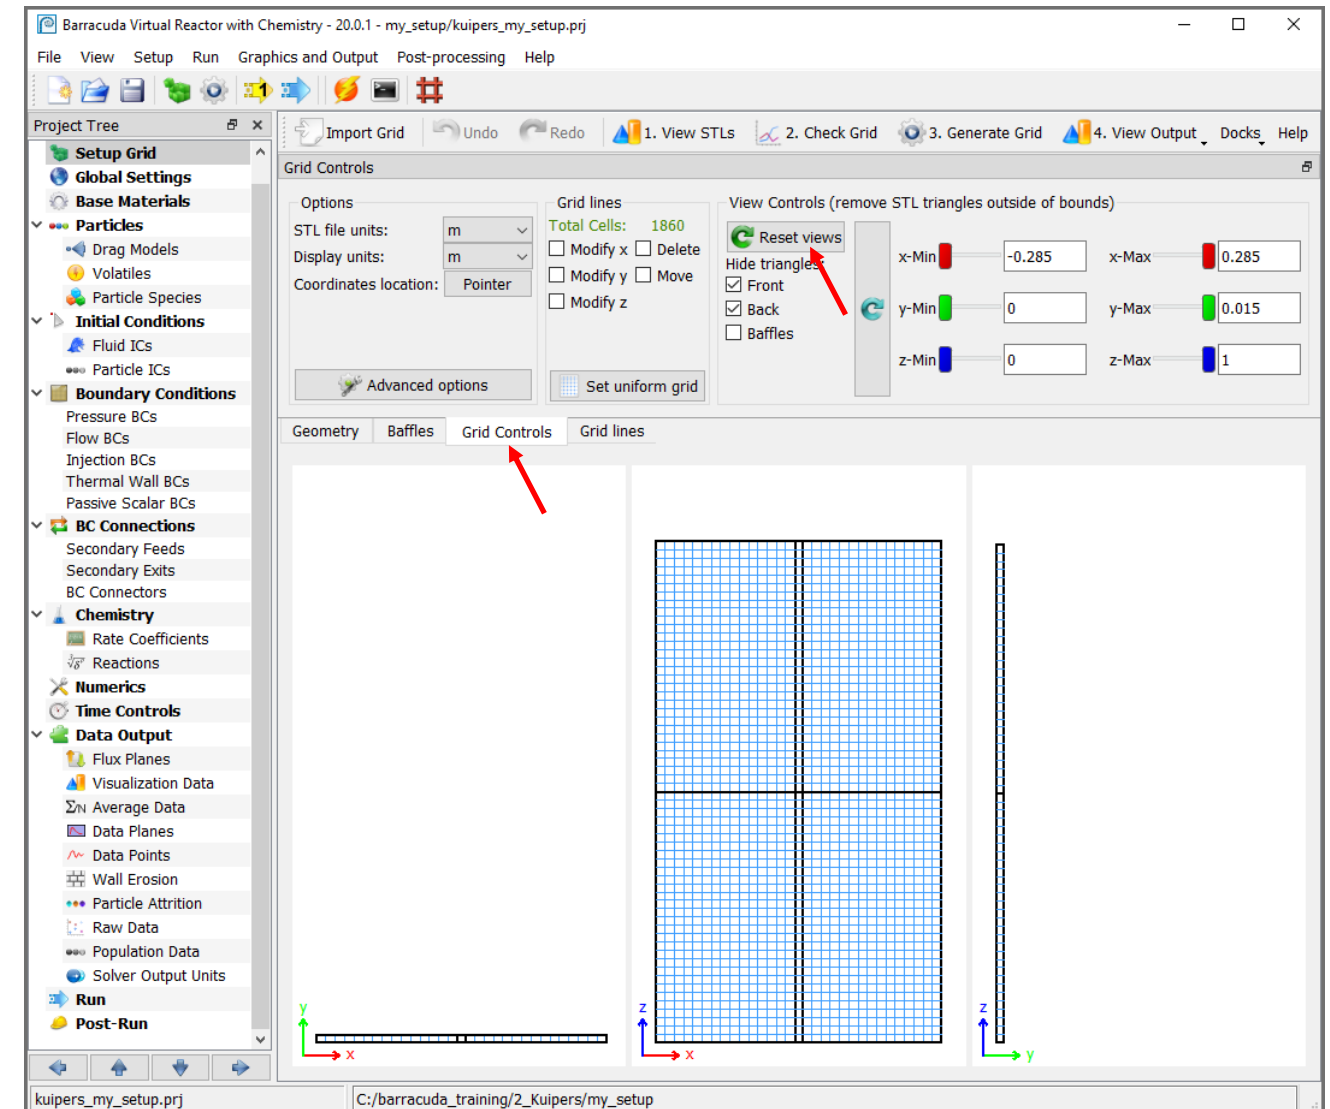 Barracuda Virtual Reactor with Chemistry - 20.0.1 - my_setup/kuipers_my_setup.prj
File View Setup Run Graphics and Output Post-processing Help
1
Project Tree
Import Grid Undo Redo 1. View STLs 2. Check Grid 3. Generate Grid 4. View Output Docks Help
Setup Grid
Global Settings
Base Materials
Particles
Drag Models
Volatiles
Particle Species
Initial Conditions
Fluid ICs
Particle ICs
Boundary Conditions
Pressure BCs
Flow BCs
Injection BCs
Thermal Wall BCs
Passive Scalar BCs
BC Connections
Secondary Feeds
Secondary Exits
BC Connectors
Chemistry
Rate Coefficients
Reactions
Numerics
Time Controls
Data Output
Flux Planes
Visualization Data
Average Data
Data Planes
Data Points
Wall Erosion
Particle Attrition
Raw Data
Population Data
Solver Output Units
Run
Post-Run
Grid Controls
Options
STL file units: m
Display units: m
Coordinates location: Pointer
Advanced options
Grid lines
Total Cells: 1860
Modify x Delete
Modify y Move
Modify z
Set uniform grid
View Controls (remove STL triangles outside of bounds)
Reset views
Hide triangles:
Front
Back
Baffles
x-Min -0.285 x-Max 0.285
y-Min 0 y-Max 0.015
z-Min 0 z-Max 1
Geometry Baffles Grid Controls Grid lines
y
x
z
x
z
y
kuipers_my_setup.prj C:/barracuda_training/2_Kuipers/my_setup